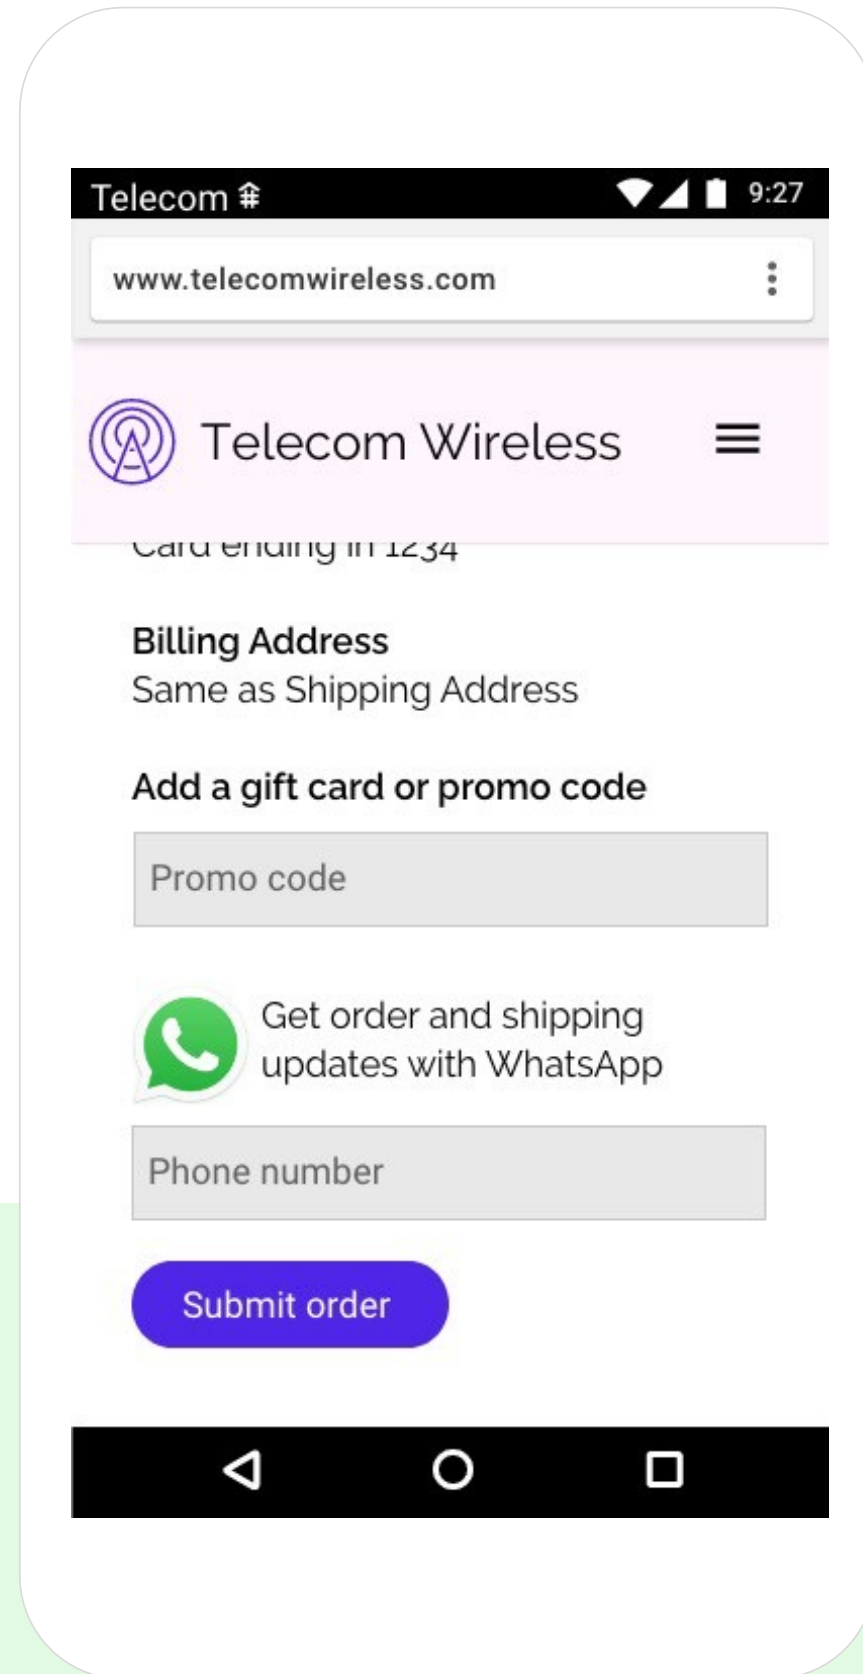 Telecom
9:27
www.telecomwireless.com
Telecom Wireless
Card ending in 1234
Billing Address
Same as Shipping Address
Add a gift card or promo code
Promo code
Get order and shipping
updates with WhatsApp
Phone number
Submit order